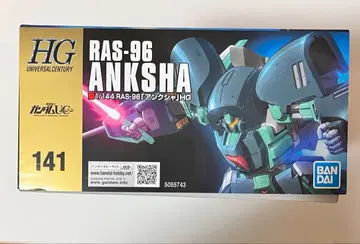 HG
UNIVERSAL CENTURY
RAS-96
ANKSHA
1/144 RAS-96「アンクシャ」HG
ガンダムUC
141
www.bandai-hobby.net
www.gundam.info
5055743
BANDAI